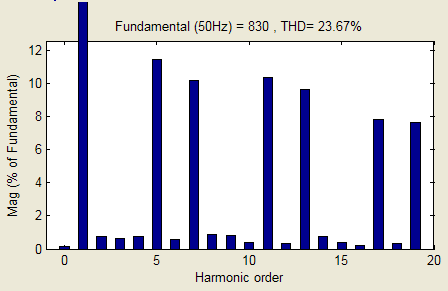 Fundamental (50Hz) = 830 , THD= 23.67%
12
10
8
6
4
2
0
Mag (% of Fundamental)
0 5 10 15 20
Harmonic order